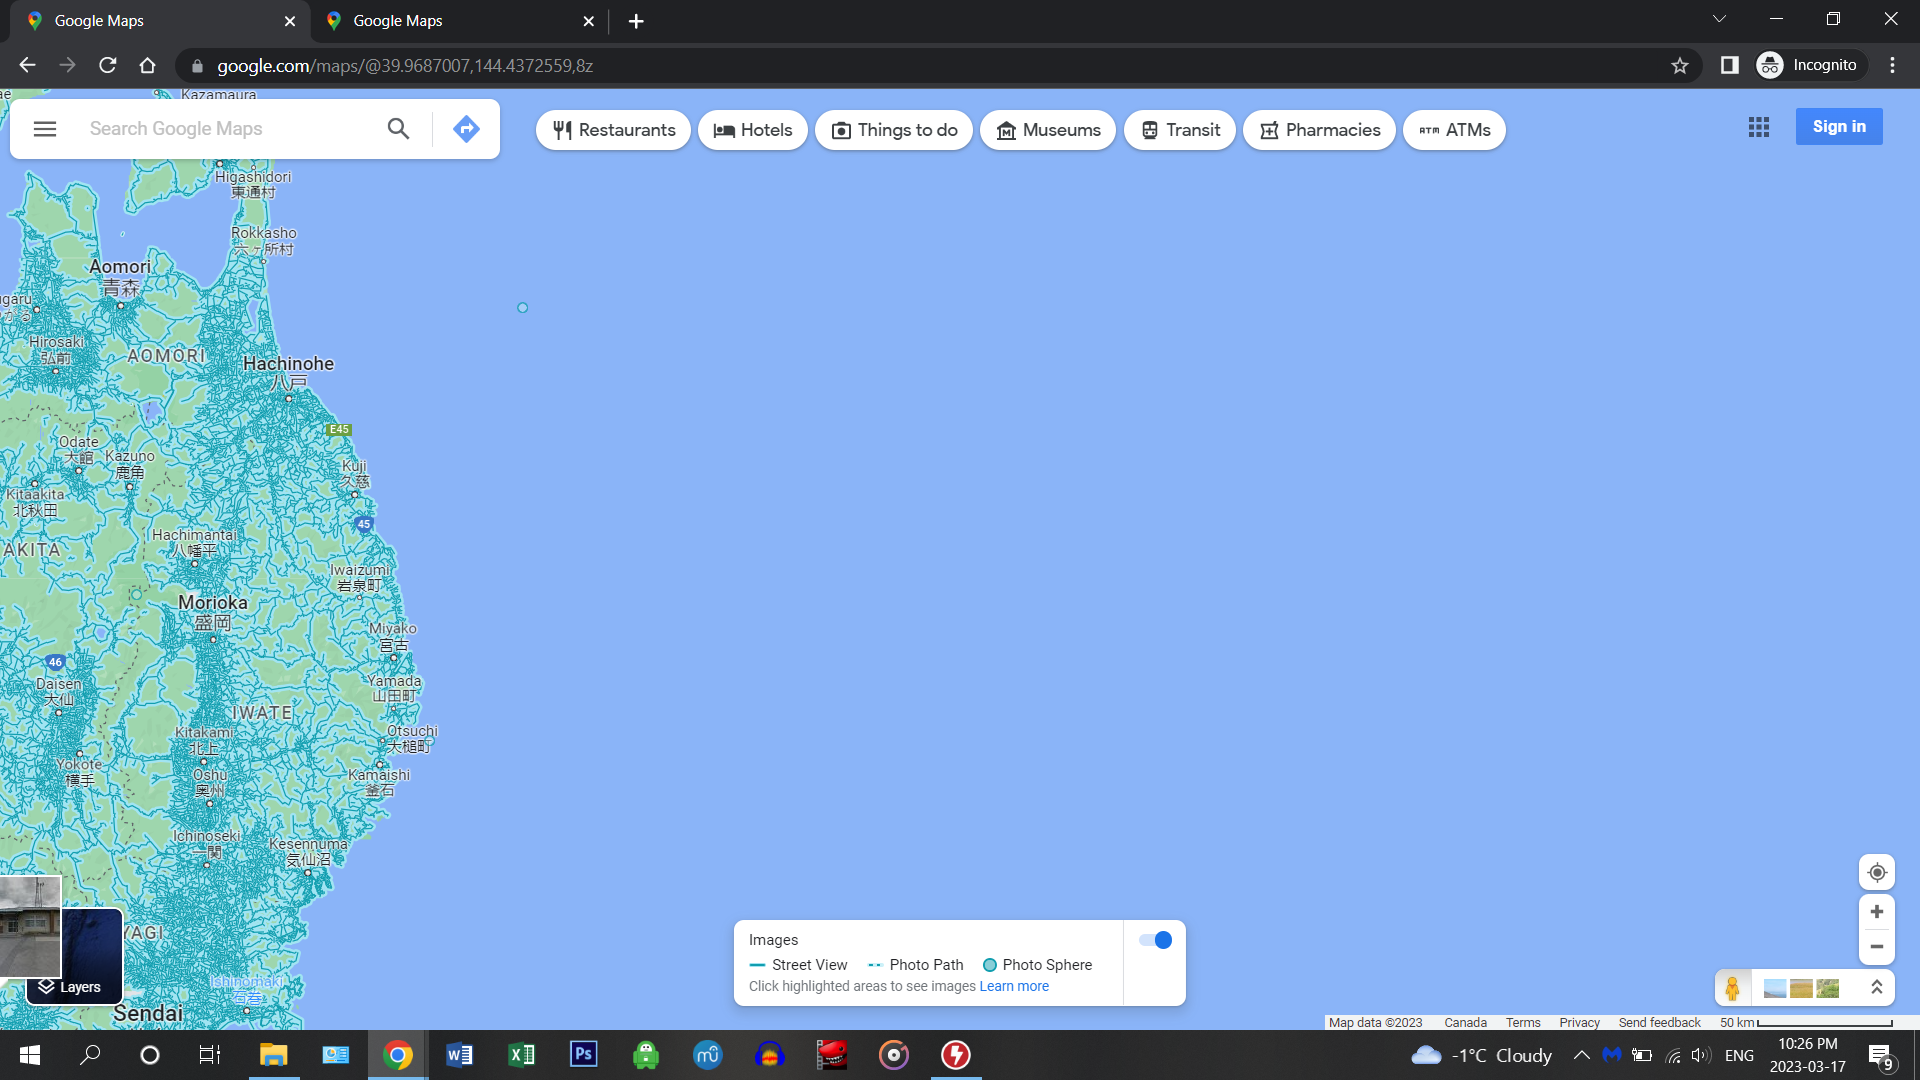 Google Maps
Google Maps
google.com/maps/@39.9687007,144.4372559,8z
Incognito
Kazamaura
Search Google Maps
Restaurants
Hotels
Things to do
Museums
Transit
Pharmacies
ATM ATMs
Sign in
Higashidori
東通村
Rokkasho
六ヶ所村
Aomori
青森
Hirosaki
弘前
AOMORI
Hachinohe
八戸
E45
Odate
大館
Kazuno
鹿角
Kuji
久慈
Kitaakita
北秋田
45
Hachimantai
八幡平
AKITA
Iwaizumi
岩泉町
Morioka
盛岡
Miyako
宮古
46
Daisen
大仙
Yamada
山田町
IWATE
Kitakami
北上
Otsuchi
大槌町
Yokote
横手
Oshu
奥州
Kamaishi
釜石
Ichinoseki
一関
Kesennuma
気仙沼
YAGI
Layers
Ishinomaki
石巻
Sendai
Images
Street View
Photo Path
Photo Sphere
Click highlighted areas to see images Learn more
Map data ©2023
Canada
Terms
Privacy
Send feedback
50 km
-1°C Cloudy
ENG
10:26 PM
2023-03-17
9